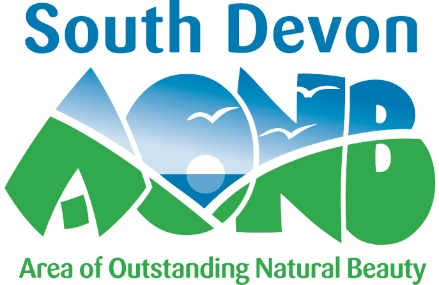 South Devon
AONB
Area of Outstanding Natural Beauty